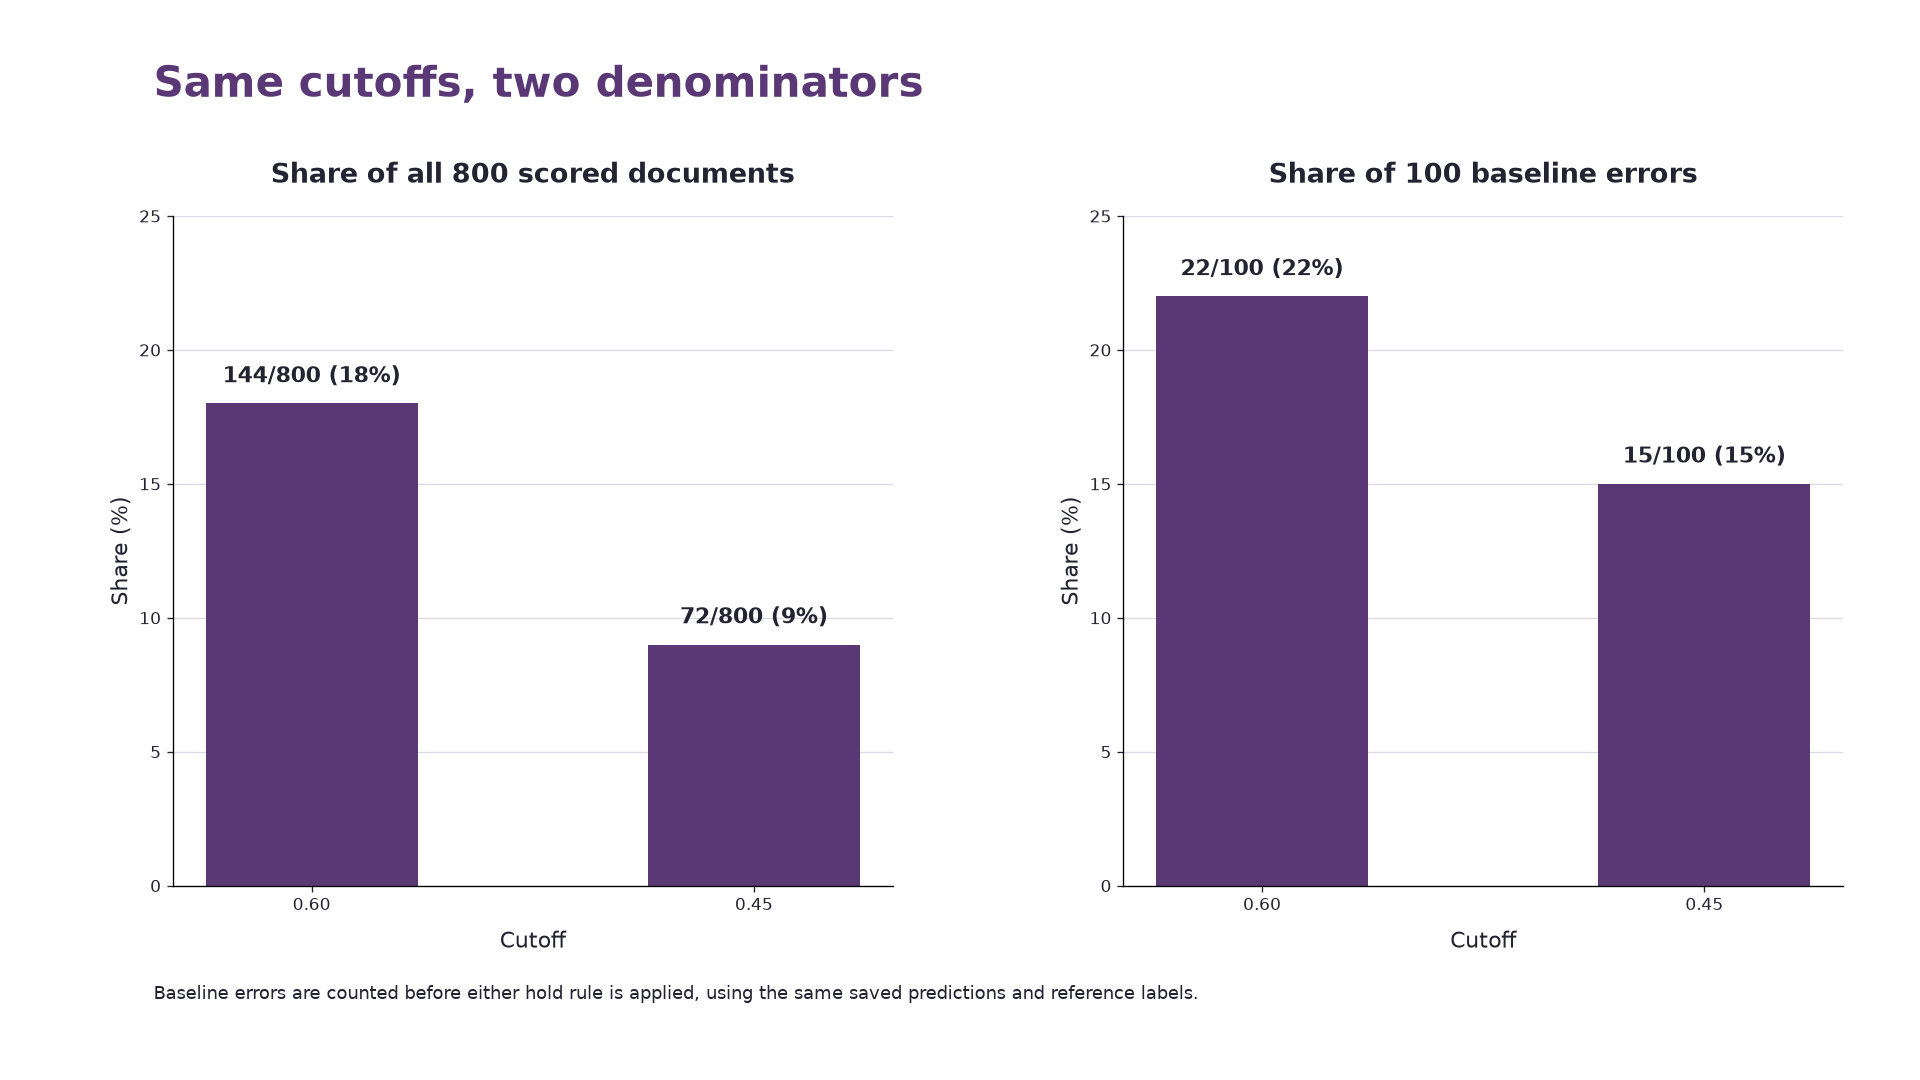 Same cutoffs, two denominators
Share of all 800 scored documents
25
20
15
10
5
0
Share (%)
144/800 (18%)
72/800 (9%)
0.60
0.45
Cutoff
Share of 100 baseline errors
25
20
15
10
5
0
Share (%)
22/100 (22%)
15/100 (15%)
0.60
0.45
Cutoff
Baseline errors are counted before either hold rule is applied, using the same saved predictions and reference labels.